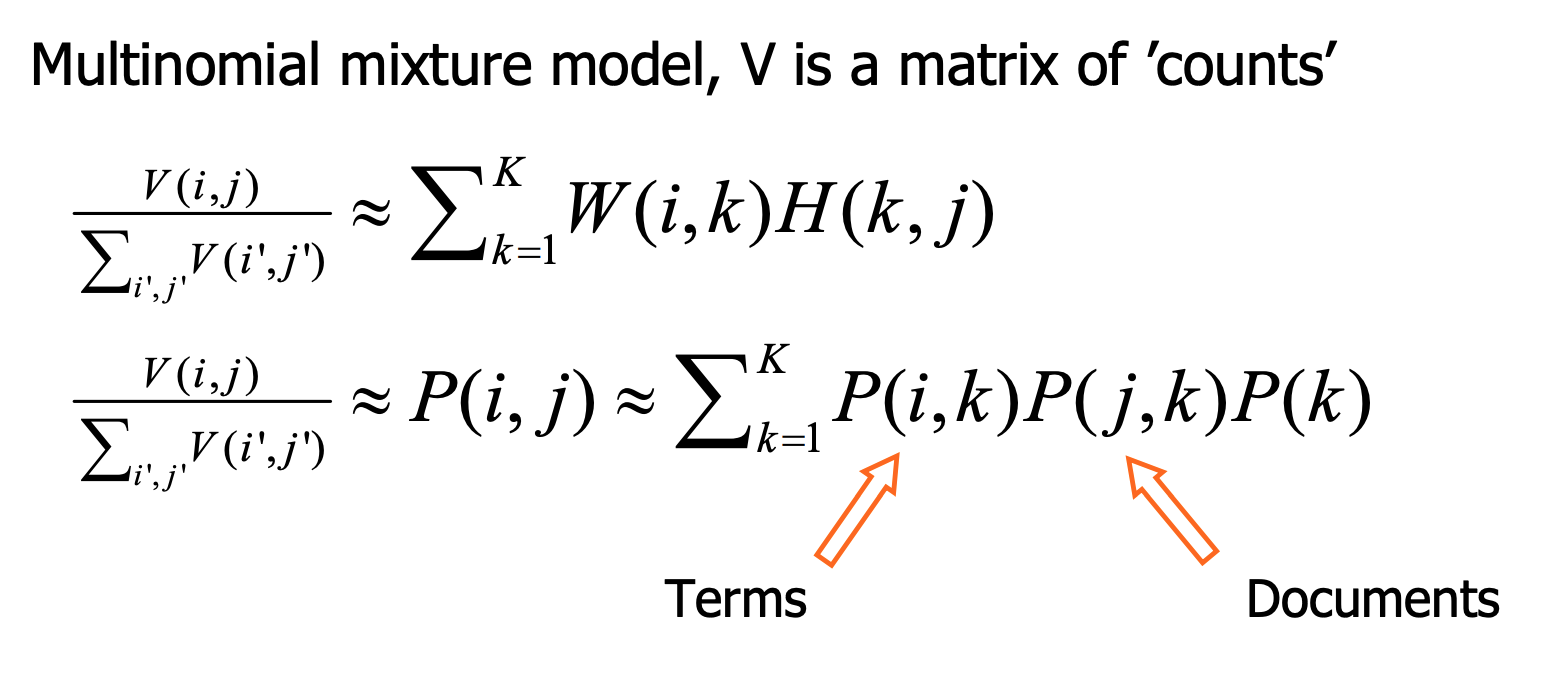 Multinomial mixture model, V is a matrix of ’counts’
V(i,j) / ∑_{i',j'} V(i',j') ≈ ∑_{k=1}^{K} W(i,k)H(k,j)
V(i,j) / ∑_{i',j'} V(i',j') ≈ P(i,j) ≈ ∑_{k=1}^{K} P(i,k)P(j,k)P(k)
Terms
Documents